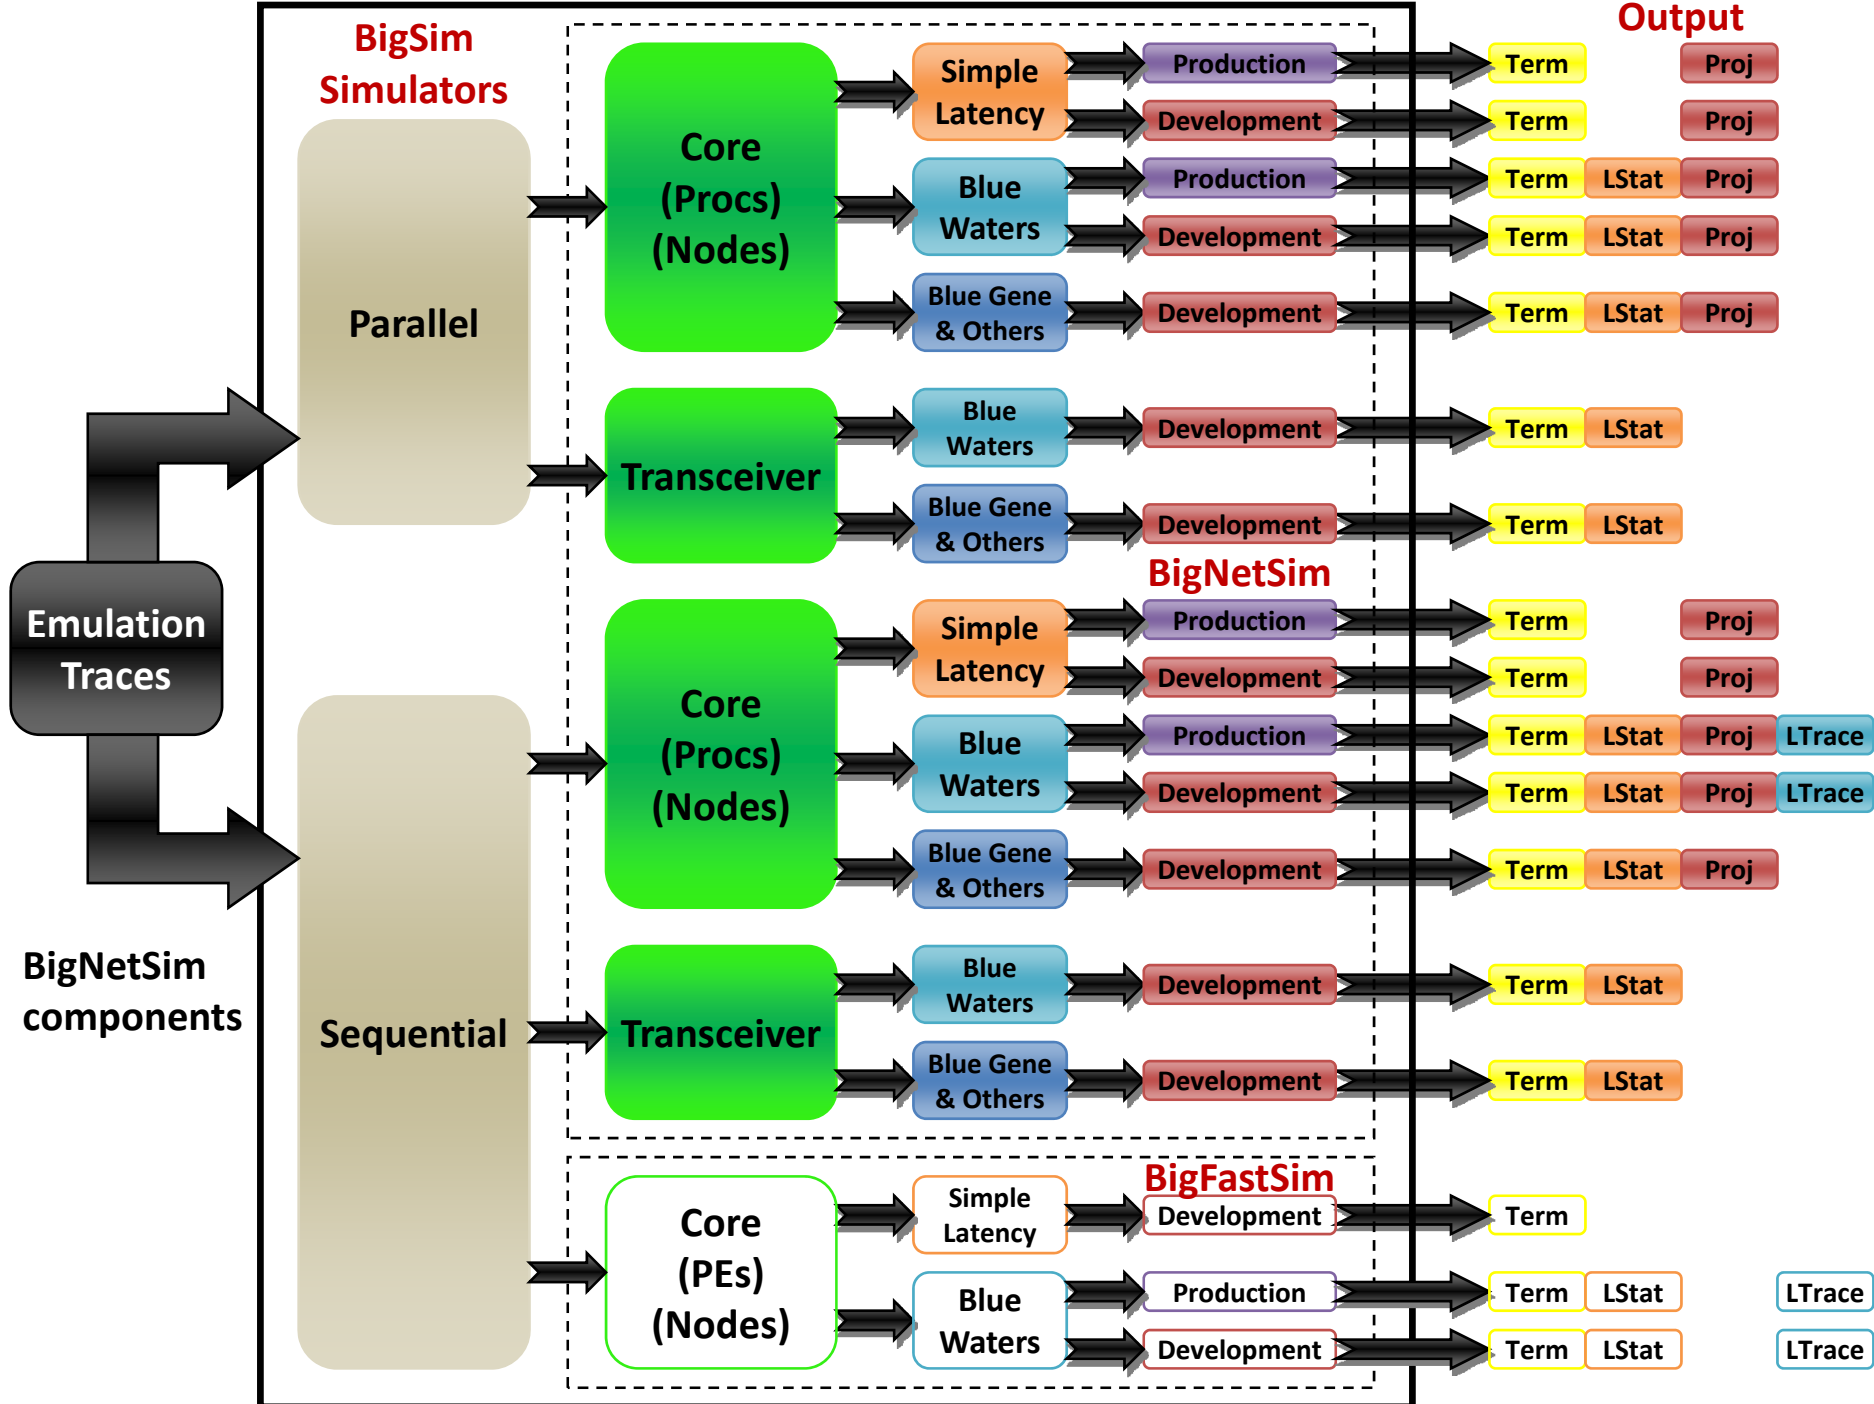 Output
BigSim
Simulators
Parallel
Core
(Procs)
(Nodes)
Simple
Latency
Production
Term
Proj
Development
Term
Proj
Blue
Waters
Production
Term
LStat
Proj
Development
Term
LStat
Proj
Blue Gene
& Others
Development
Term
LStat
Proj
Transceiver
Blue
Waters
Development
Term
LStat
Blue Gene
& Others
Development
Term
LStat
BigNetSim
Emulation
Traces
BigNetSim
components
Sequential
Core
(Procs)
(Nodes)
Simple
Latency
Production
Term
Proj
Development
Term
Proj
Blue
Waters
Production
Term
LStat
Proj
LTrace
Development
Term
LStat
Proj
LTrace
Blue Gene
& Others
Development
Term
LStat
Proj
Transceiver
Blue
Waters
Development
Term
LStat
Blue Gene
& Others
Development
Term
LStat
BigFastSim
Core
(PEs)
(Nodes)
Simple
Latency
Development
Term
Blue
Waters
Production
Term
LStat
LTrace
Development
Term
LStat
LTrace